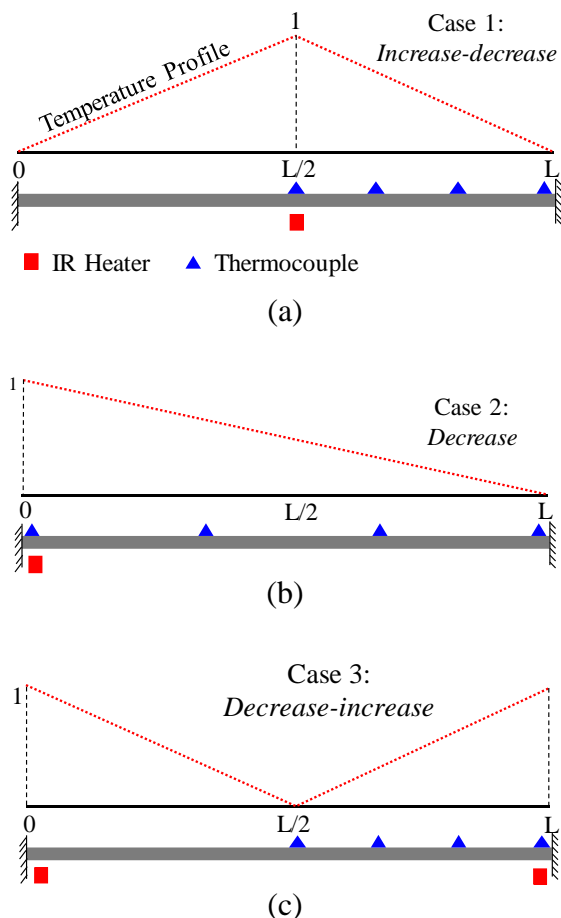 1
Case 1:
Increase-decrease
Temperature Profile
0
L/2
L
IR Heater
Thermocouple
(a)
1
Case 2:
Decrease
0
L/2
L
(b)
Case 3:
Decrease-increase
1
0
L/2
L
(c)